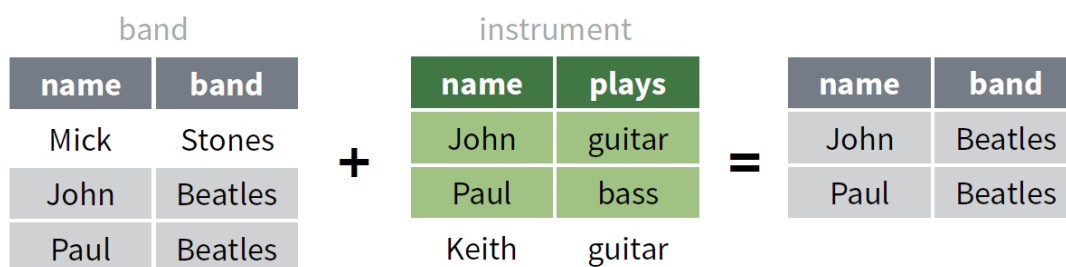 band instrument
name band name plays name band
Mick Stones John guitar John Beatles
John Beatles + Paul bass = Paul Beatles
Paul Beatles Keith guitar